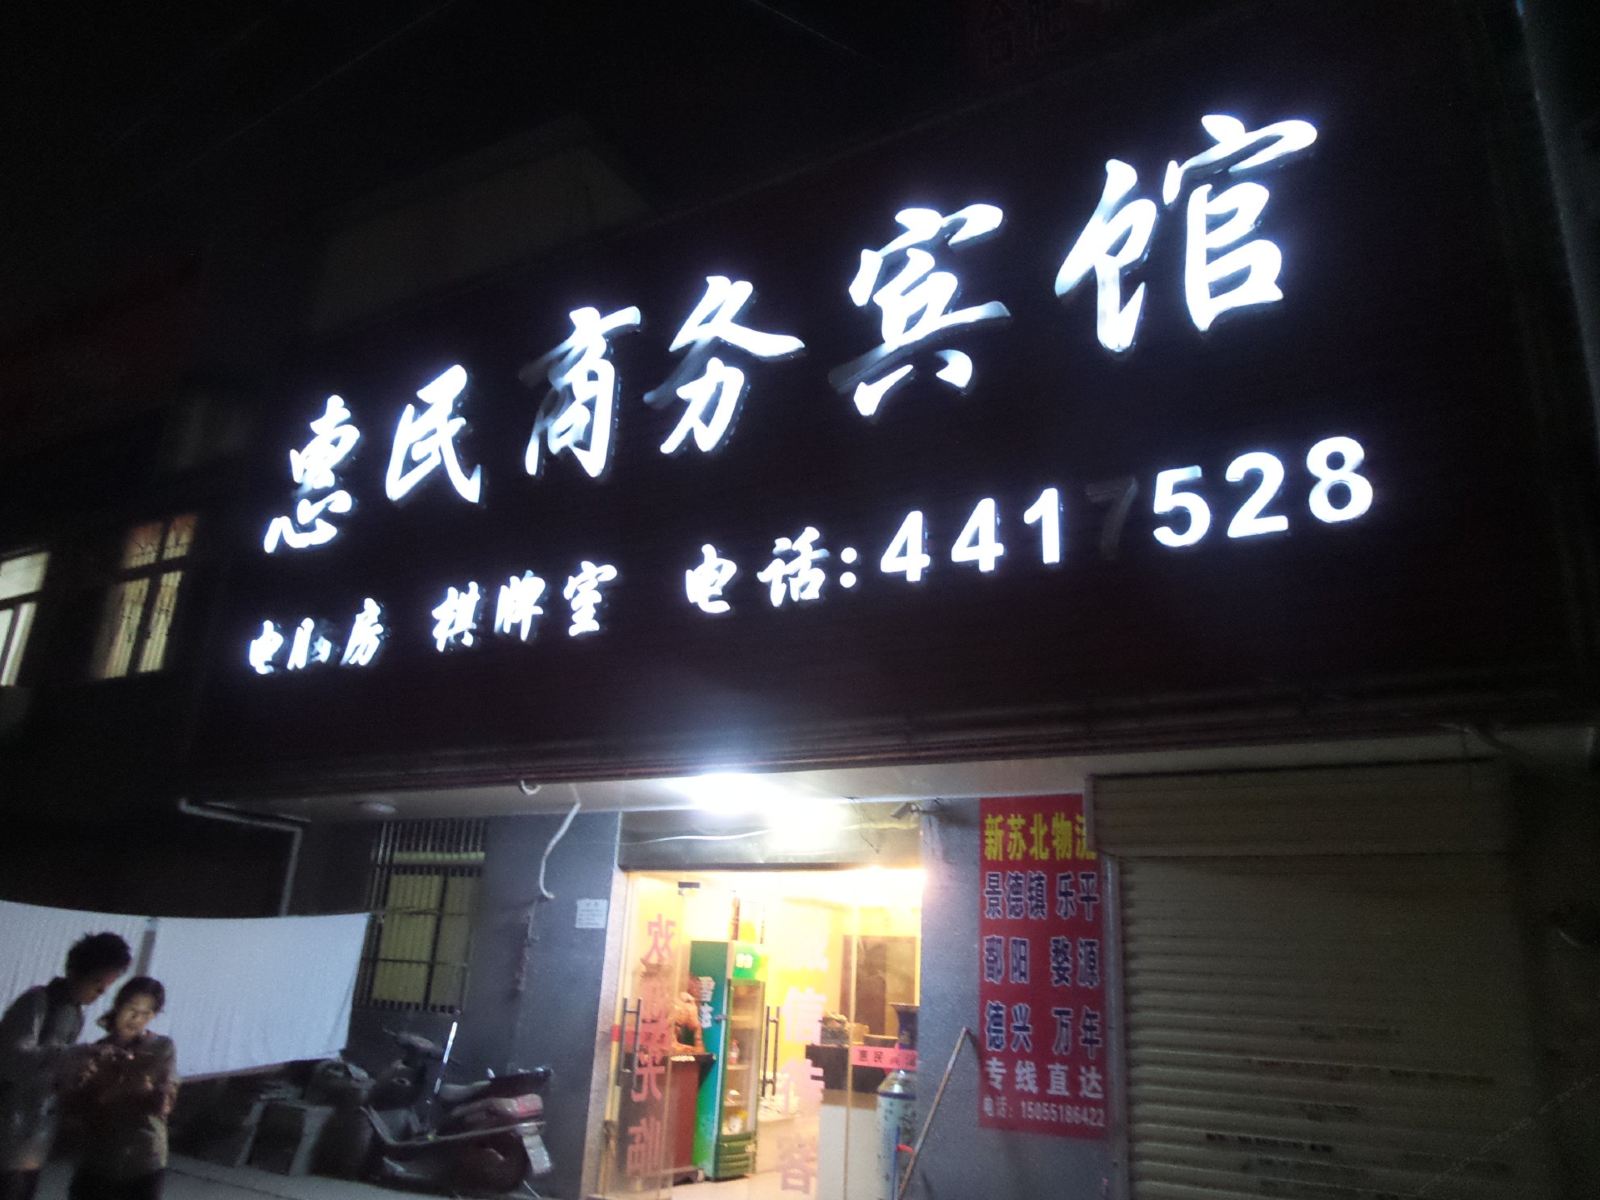 惠民商务宾馆
电脑房 棋牌室 电话:4417528
新苏北物流
景德镇 乐平
鄱阳 婺源
德兴 万年
专线直达
电话: 15055186422
惠民